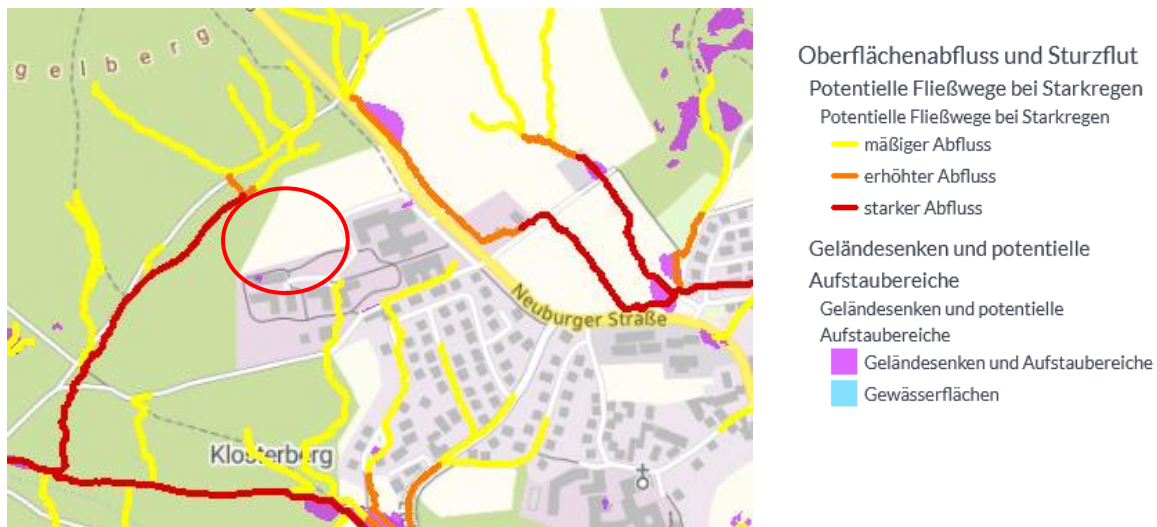 g e l b e r g
Neuburger Straße
Klosterberg
Oberflächenabfluss und Sturzflut
Potentielle Fließwege bei Starkregen
Potentielle Fließwege bei Starkregen
mäßiger Abfluss
erhöhter Abfluss
starker Abfluss
Geländesenken und potentielle
Aufstaubereiche
Geländesenken und potentielle
Aufstaubereiche
Geländesenken und Aufstaubereiche
Gewässerflächen